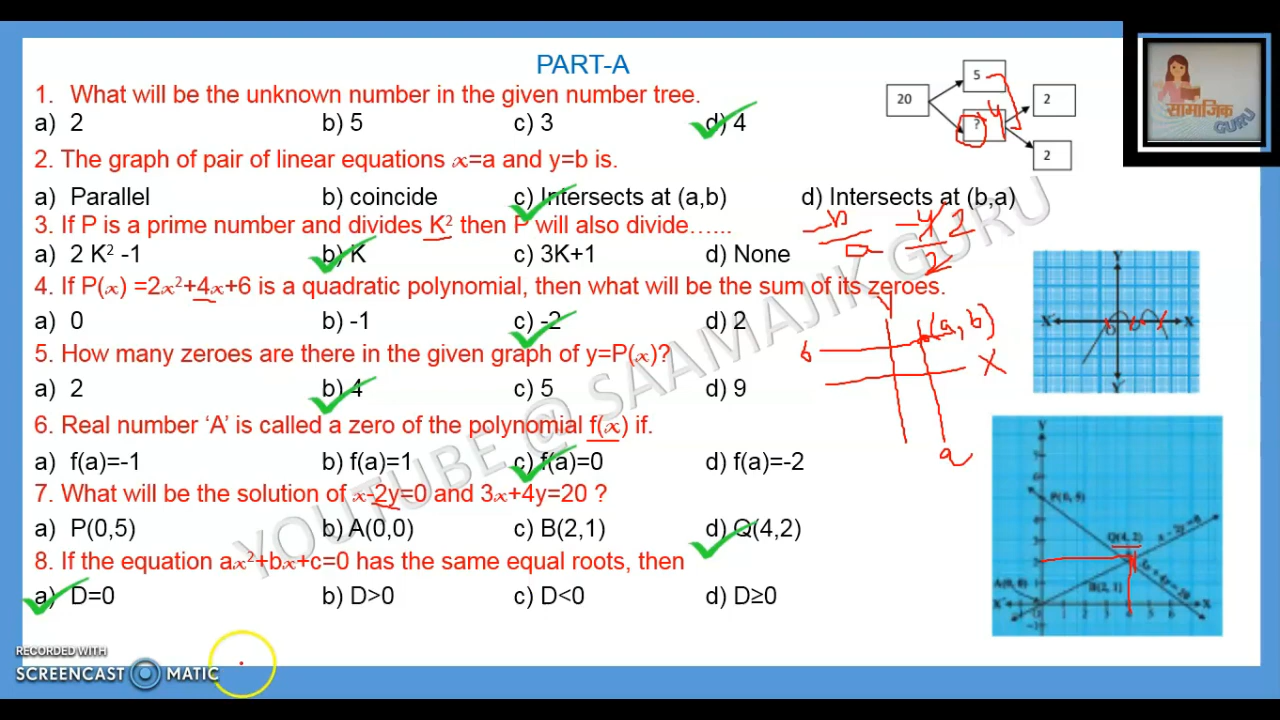 PART-A
1. What will be the unknown number in the given number tree.
a) 2 b) 5 c) 3 d) 4
20
5
?
4
2
2
2. The graph of pair of linear equations x=a and y=b is.
a) Parallel b) coincide c) Intersects at (a,b) d) Intersects at (b,a)
3. If P is a prime number and divides K² then P will also divide......
a) 2 K² -1 b) K c) 3K+1 d) None
4. If P(x) =2x²+4x+6 is a quadratic polynomial, then what will be the sum of its zeroes.
a) 0 b) -1 c) -2 d) 2
5. How many zeroes are there in the given graph of y=P(x)?
a) 2 b) 4 c) 5 d) 9
6. Real number ‘A’ is called a zero of the polynomial f(x) if.
a) f(a)=-1 b) f(a)=1 c) f(a)=0 d) f(a)=-2
7. What will be the solution of x-2y=0 and 3x+4y=20 ?
a) P(0,5) b) A(0,0) c) B(2,1) d) Q(4,2)
8. If the equation ax²+bx+c=0 has the same equal roots, then
a) D=0 b) D>0 c) D<0 d) D≥0
सामाजिक
GURU
YOUTUBE @ SAAMAJIK GURU
(a, b)
b
X
a
Y
X' X
Y'
Y
P(0, 5)
Q(4, 2)
x - 2y = 0
3x + 4y = 20
A(0, 0)
B(2, 1)
X' X
RECORDED WITH
SCREENCAST MATIC